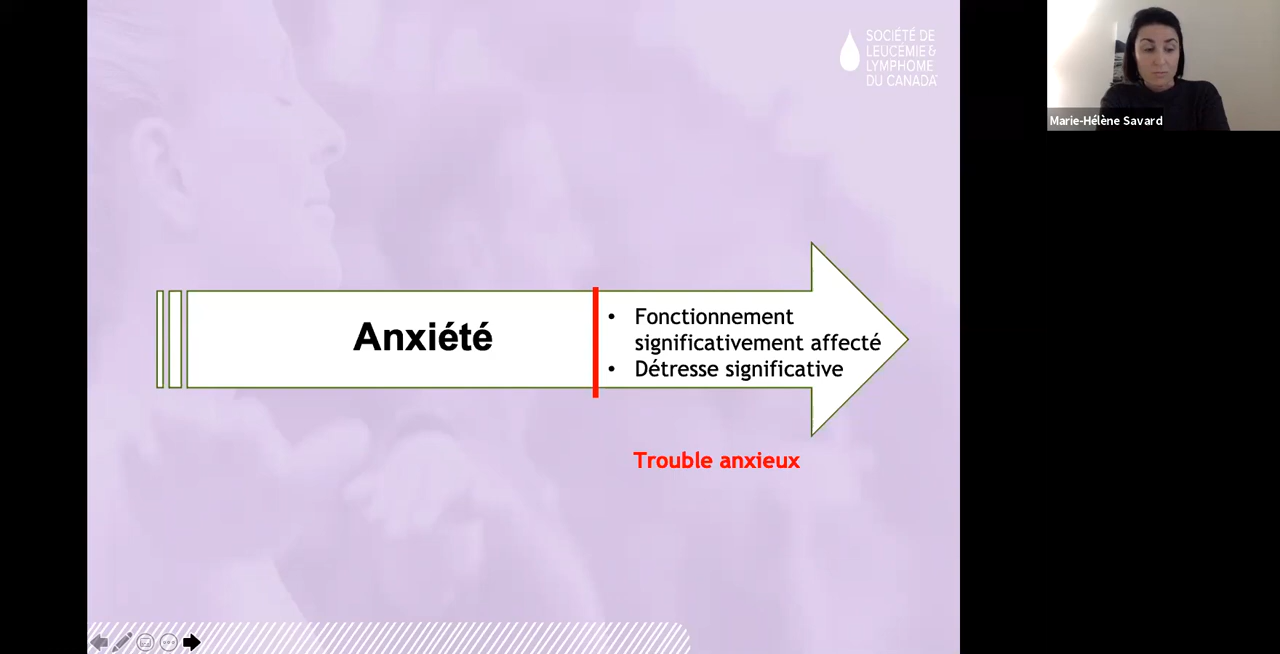 SOCIÉTÉ DE
LEUCÉMIE &
LYMPHOME
DU CANADA
Marie-Hélène Savard
Anxiété
• Fonctionnement
significativement affecté
• Détresse significative
Trouble anxieux